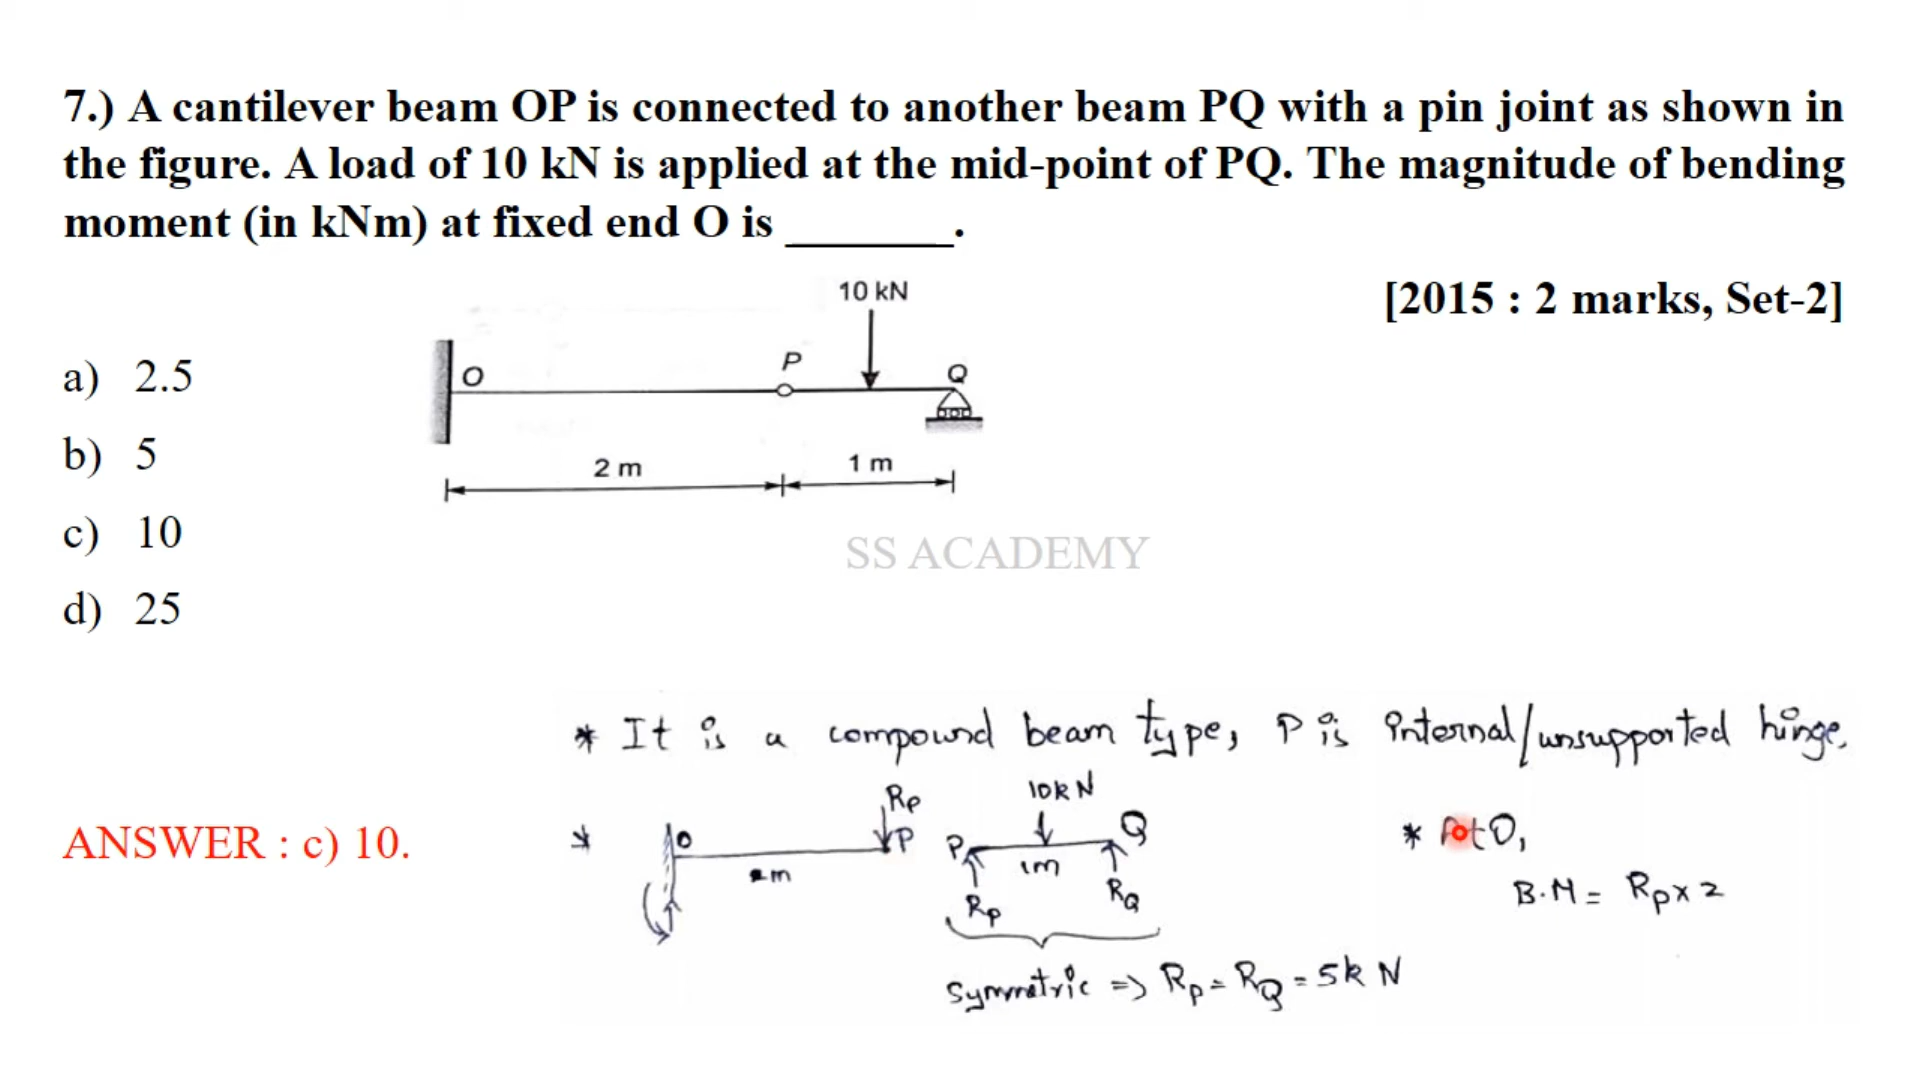 7.) A cantilever beam OP is connected to another beam PQ with a pin joint as shown in
the figure. A load of 10 kN is applied at the mid-point of PQ. The magnitude of bending
moment (in kNm) at fixed end O is _______.
[2015 : 2 marks, Set-2]
10 kN
O
P
Q
2 m
1 m
a) 2.5
b) 5
c) 10
d) 25
SS ACADEMY
* It is a compound beam type, P is internal/unsupported hinge.
ANSWER : c) 10.
*
O
Rp
P
2m
10kN
P
Q
1m
Rp
RQ
Symmetric => Rp = RQ = 5k N
* At O,
B.M = Rp x 2